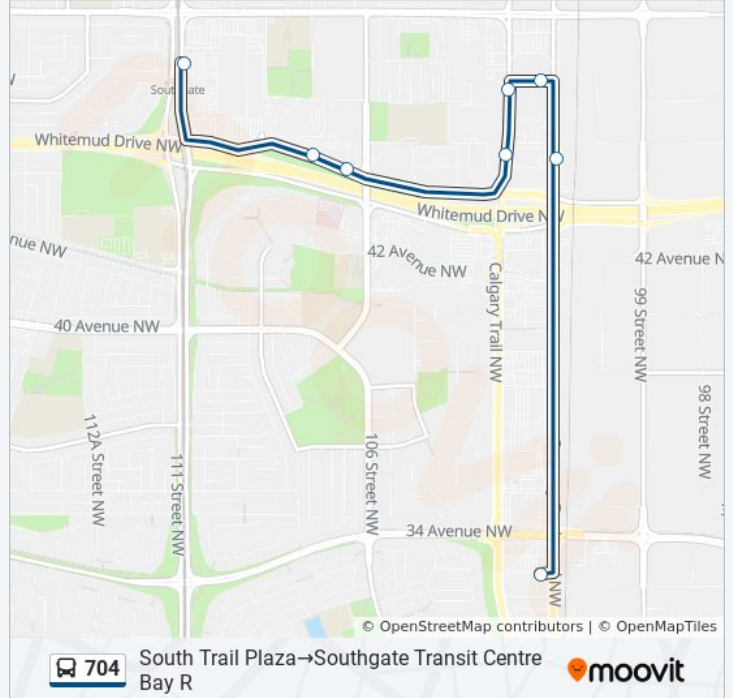 Southgate
Whitemud Drive NW
Whitemud Drive NW
nue NW
42 Avenue NW
42 Avenue N
Calgary Trail NW
99 Street NW
40 Avenue NW
98 Street NW
112A Street NW
111 Street NW
106 Street NW
34 Avenue NW
NW
© OpenStreetMap contributors | © OpenMapTiles
704
South Trail Plaza→Southgate Transit Centre
Bay R
moovit